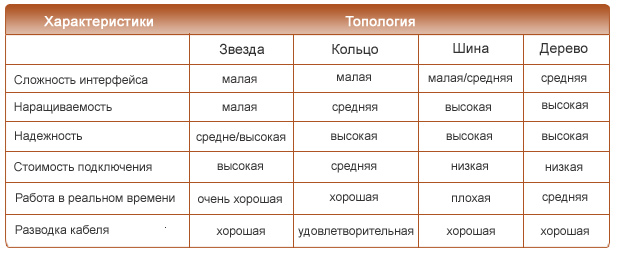 Характеристики Топология
Звезда Кольцо Шина Дерево
Сложность интерфейса малая малая малая/средняя средняя
Наращиваемость малая средняя высокая высокая
Надежность средне/высокая высокая высокая высокая
Стоимость подключения высокая средняя низкая низкая
Работа в реальном времени очень хорошая хорошая плохая средняя
Разводка кабеля хорошая удовлетворительная хорошая хорошая